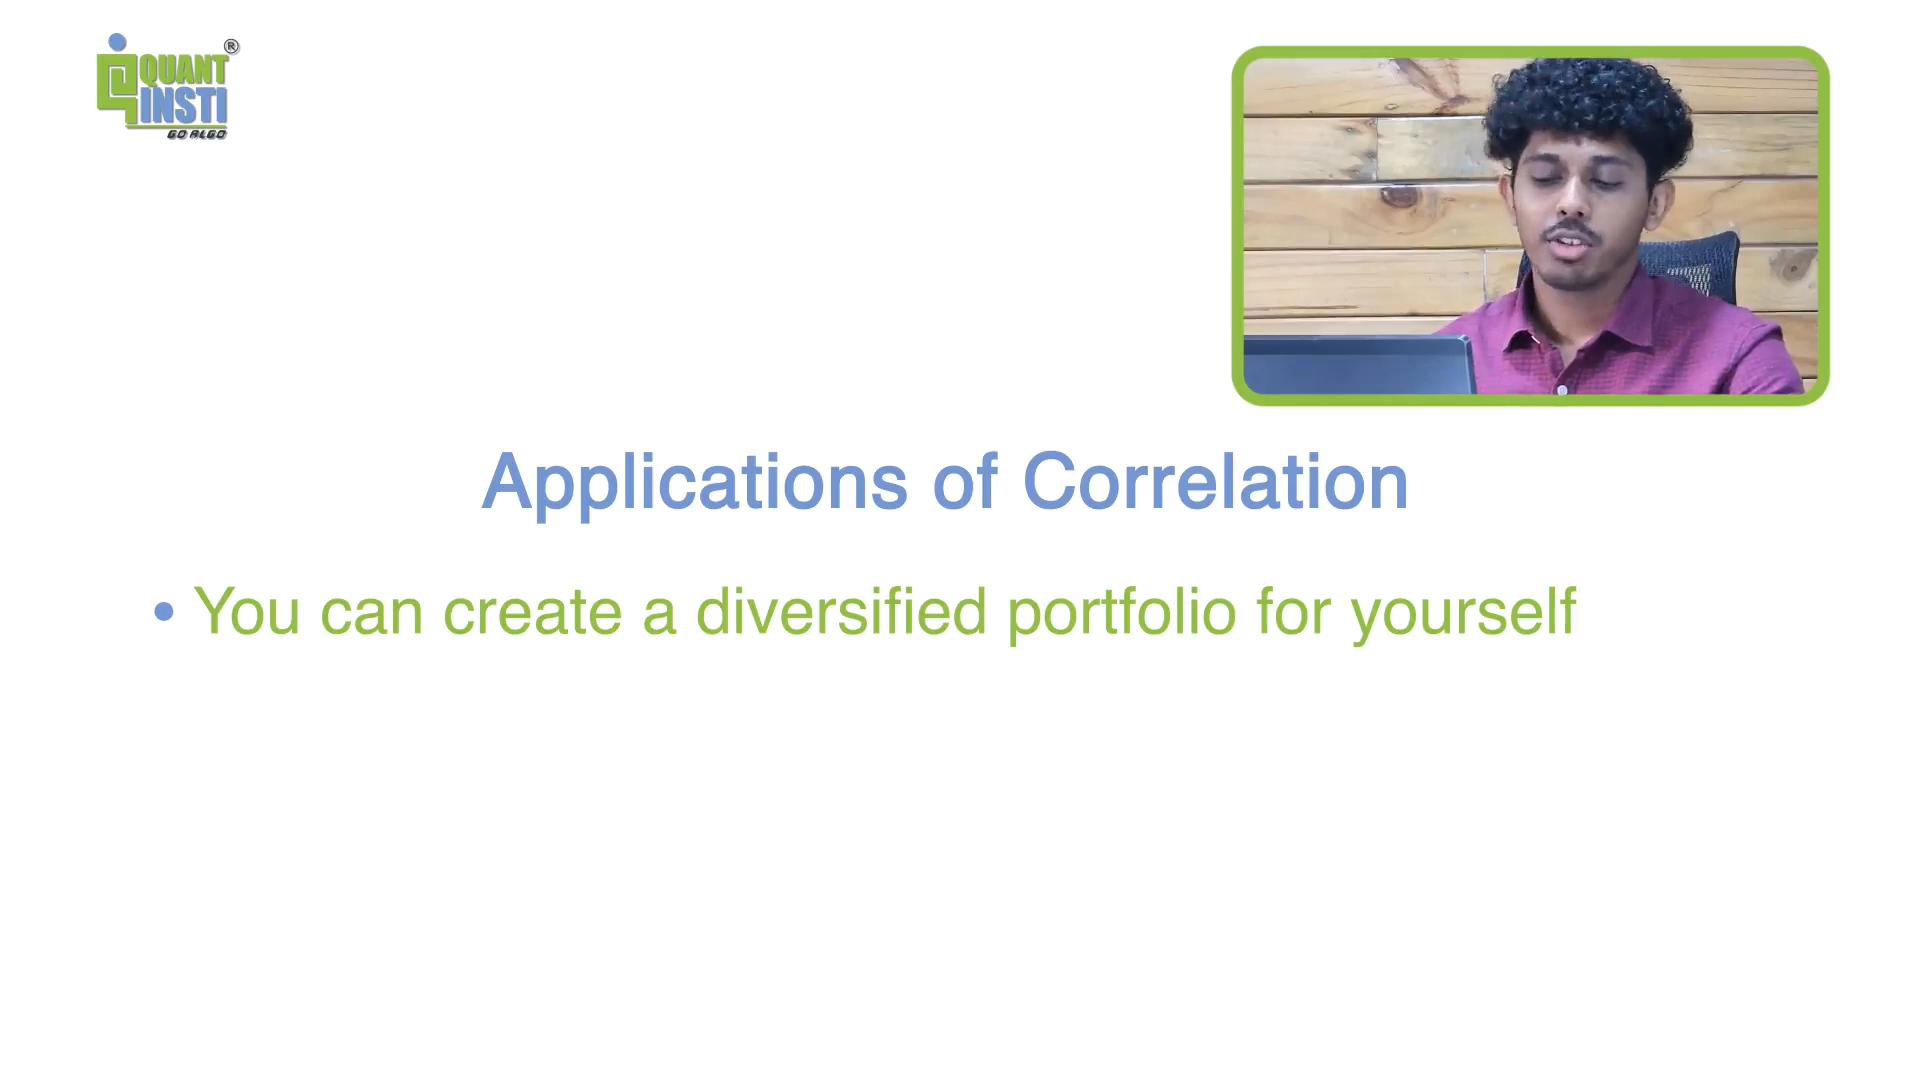 QUANT®
INSTI
GO ALGO
Applications of Correlation
• You can create a diversified portfolio for yourself